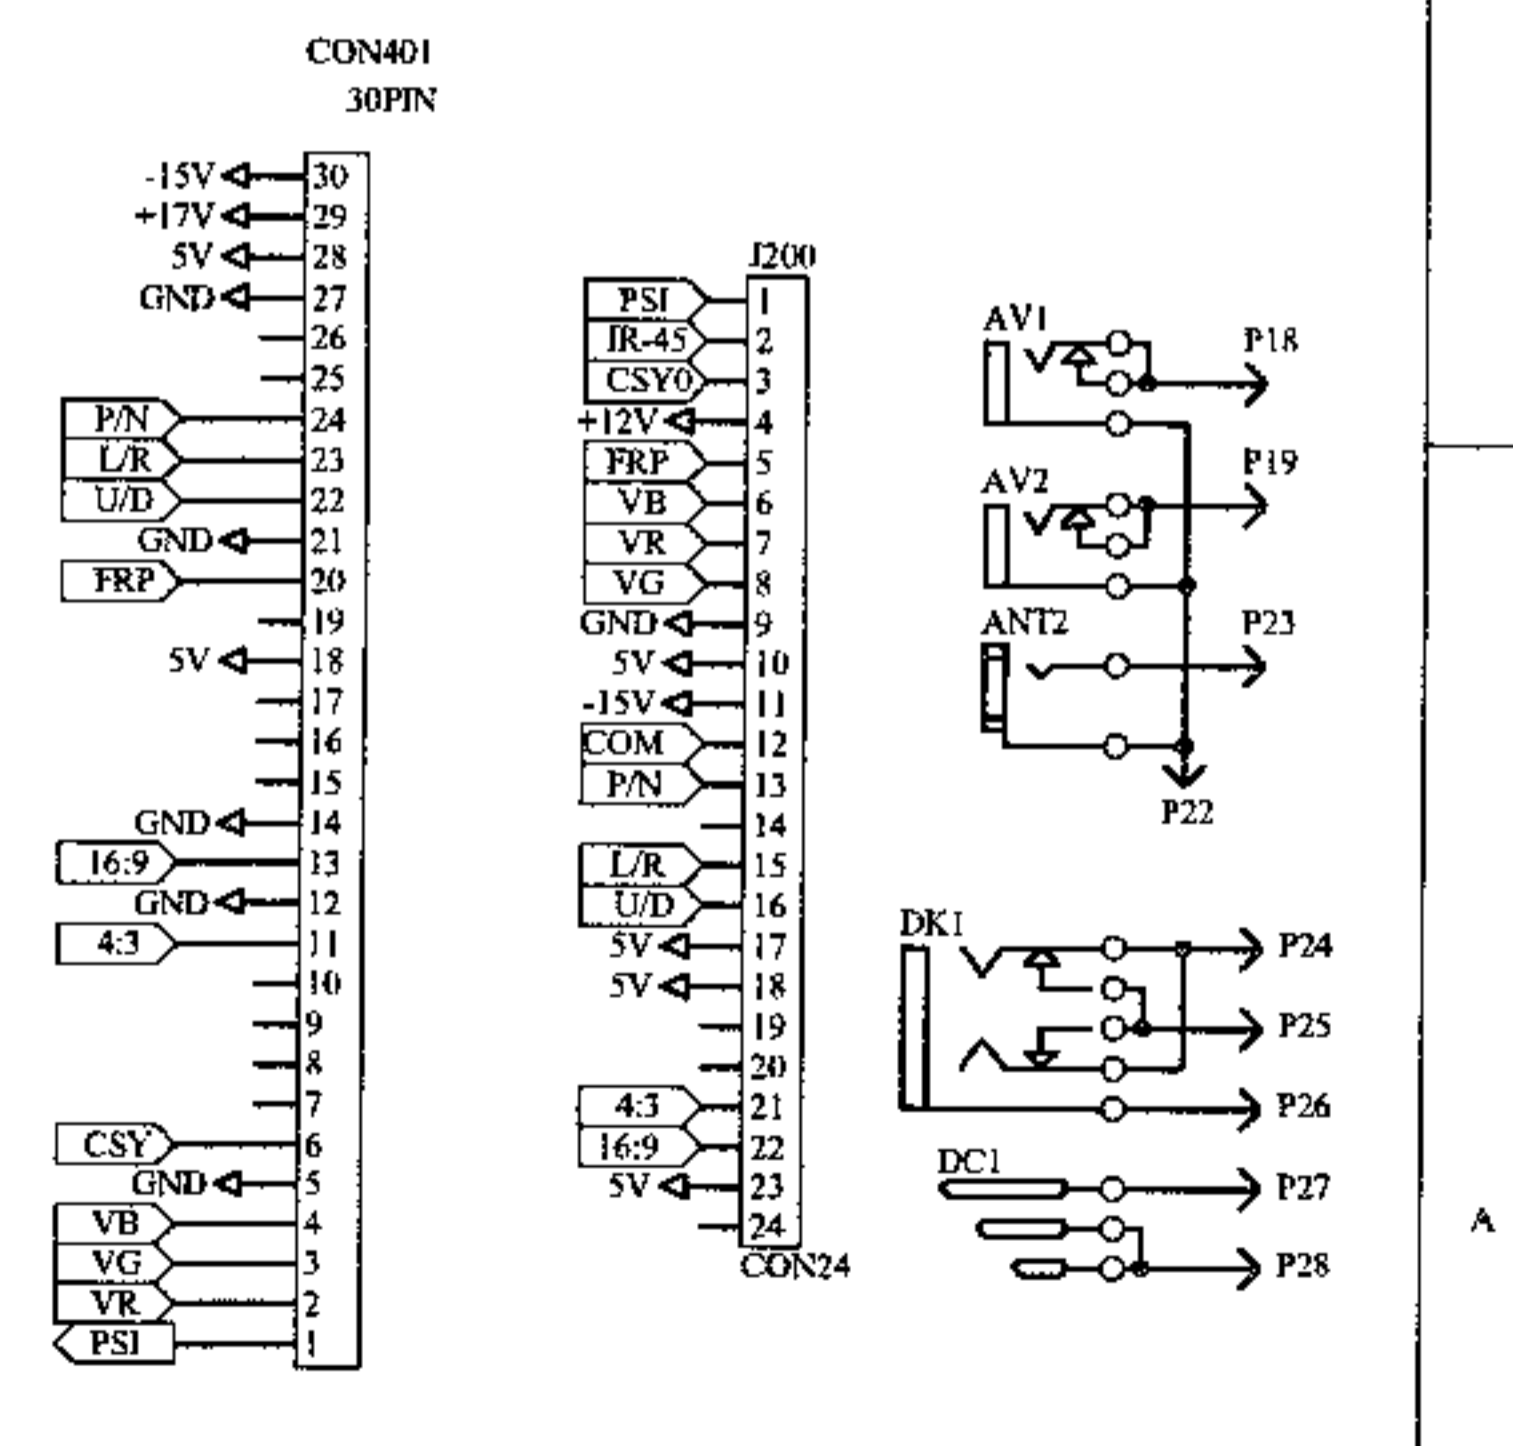 CON401
30PIN
-15V 30
+17V 29
5V 28
GND 27
26
25
P/N 24
L/R 23
U/D 22
GND 21
FRP 20
19
5V 18
17
16
15
GND 14
16:9 13
GND 12
4:3 11
10
9
8
7
CSY 6
GND 5
VB 4
VG 3
VR 2
PSI 1
J200
PSI 1
IR-45 2
CSY0 3
+12V 4
FRP 5
VB 6
VR 7
VG 8
GND 9
5V 10
-15V 11
COM 12
P/N 13
14
L/R 15
U/D 16
5V 17
5V 18
19
20
4:3 21
16:9 22
5V 23
24
CON24
AV1 P18
AV2 P19
ANT2 P23
P22
DK1 P24
P25
P26
DC1 P27
P28
A